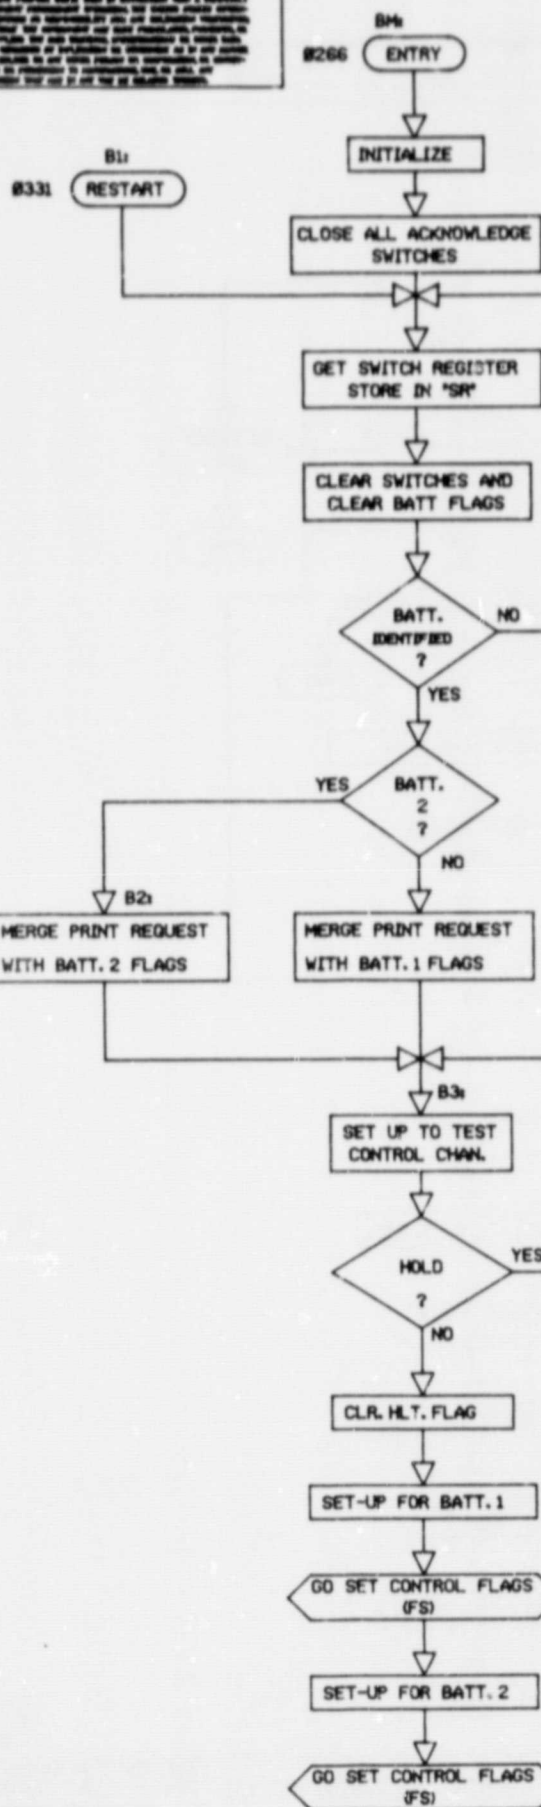 BM:
0266 ENTRY
INITIALIZE
B1:
0331 RESTART
CLOSE ALL ACKNOWLEDGE
SWITCHES
GET SWITCH REGISTER
STORE IN "SR"
CLEAR SWITCHES AND
CLEAR BATT FLAGS
BATT.
IDENTIFIED
?
NO
YES
BATT.
2
?
YES
NO
B2:
MERGE PRINT REQUEST
WITH BATT. 2 FLAGS
MERGE PRINT REQUEST
WITH BATT. 1 FLAGS
B3:
SET UP TO TEST
CONTROL CHAN.
HOLD
?
YES
NO
CLR. HLT. FLAG
SET-UP FOR BATT. 1
GO SET CONTROL FLAGS
(FS)
SET-UP FOR BATT. 2
GO SET CONTROL FLAGS
(FS)